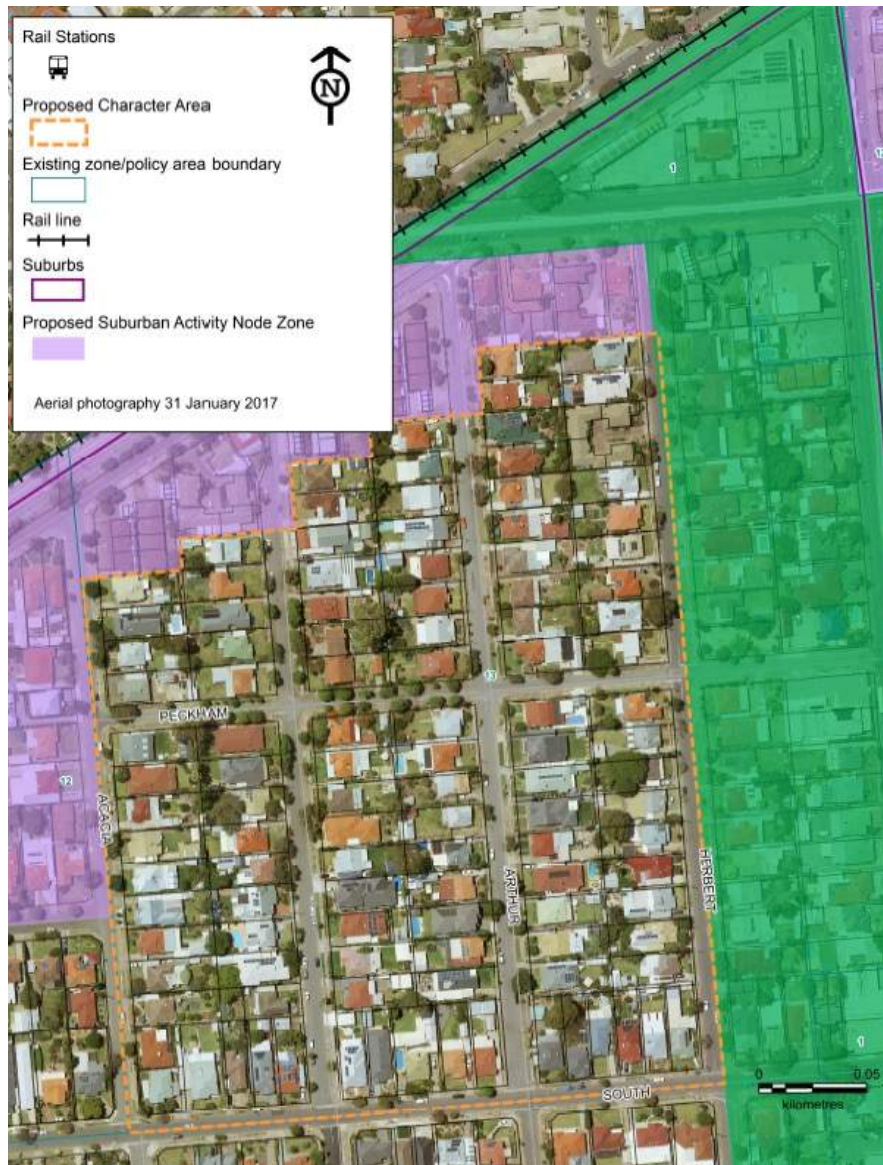 Rail Stations
N
Proposed Character Area
Existing zone/policy area boundary
Rail line
Suburbs
Proposed Suburban Activity Node Zone
Aerial photography 31 January 2017
1
13
PECKHAM
12
ACACIA
ARTHUR
HERBERT
1
SOUTH
0 0.05
kilometres